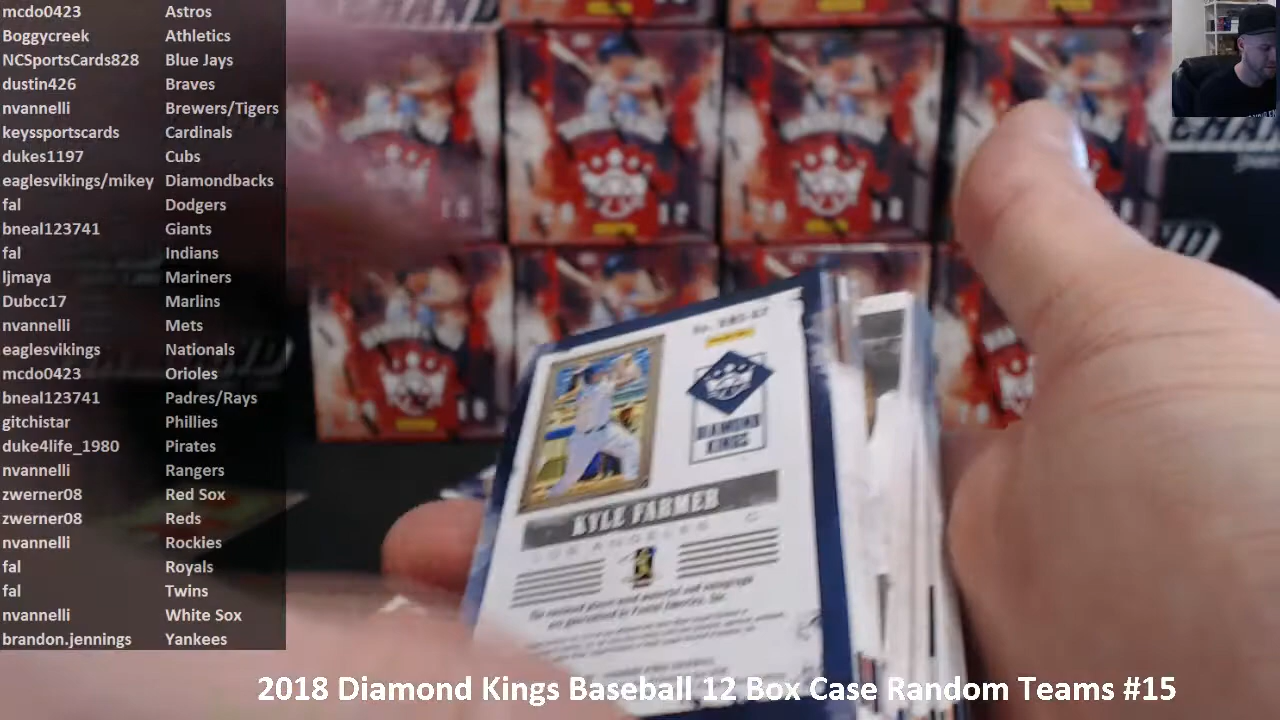 mcdo0423 Astros
Boggycreek Athletics
NCSportsCards828 Blue Jays
dustin426 Braves
nvannelli Brewers/Tigers
keyssportscards Cardinals
dukes1197 Cubs
eaglesvikings/mikey Diamondbacks
fal Dodgers
bneal123741 Giants
fal Indians
ljmaya Mariners
Dubcc17 Marlins
nvannelli Mets
eaglesvikings Nationals
mcdo0423 Orioles
bneal123741 Padres/Rays
gitchistar Phillies
duke4life_1980 Pirates
nvannelli Rangers
zwerner08 Red Sox
zwerner08 Reds
nvannelli Rockies
fal Royals
fal Twins
nvannelli White Sox
brandon.jennings Yankees
DIAMOND
KINGS
KYLE FARMER
2018 Diamond Kings Baseball 12 Box Case Random Teams #15